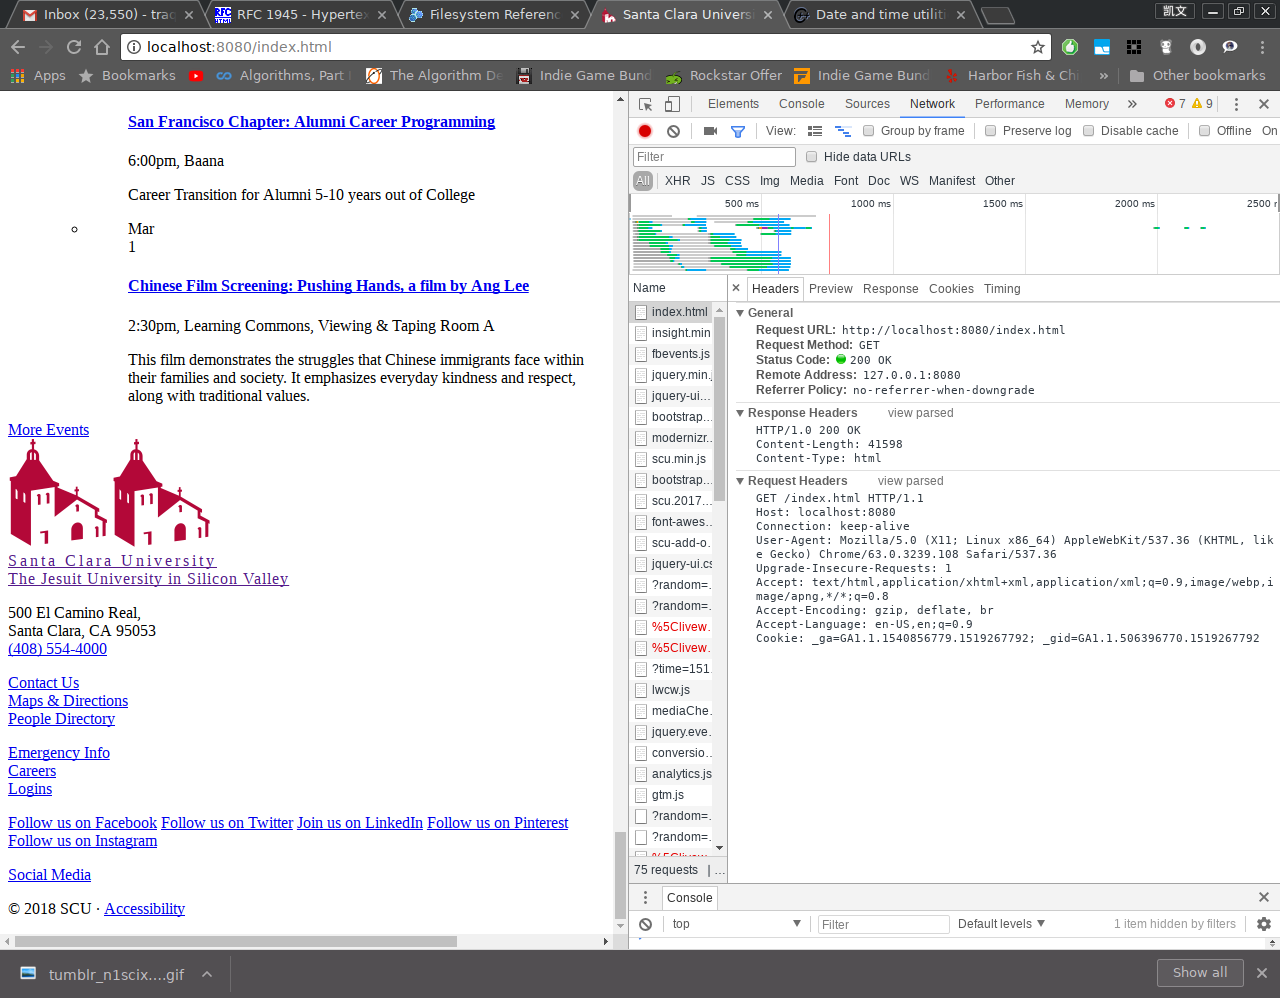 Inbox (23,550) - traq
RFC 1945 - Hypertex
Filesystem Referenc
Santa Clara Universi
Date and time utiliti
凯文
localhost:8080/index.html
Apps
Bookmarks
Algorithms, Part I
The Algorithm De
Indie Game Bund
Rockstar Offer
Indie Game Bund
Harbor Fish & Ch
»
Other bookmarks
San Francisco Chapter: Alumni Career Programming
6:00pm, Baana
Career Transition for Alumni 5-10 years out of College
Mar
1
Chinese Film Screening: Pushing Hands, a film by Ang Lee
2:30pm, Learning Commons, Viewing & Taping Room A
This film demonstrates the struggles that Chinese immigrants face within
their families and society. It emphasizes everyday kindness and respect,
along with traditional values.
More Events
Santa Clara University
The Jesuit University in Silicon Valley
500 El Camino Real,
Santa Clara, CA 95053
(408) 554-4000
Contact Us
Maps & Directions
People Directory
Emergency Info
Careers
Logins
Follow us on Facebook Follow us on Twitter Join us on LinkedIn Follow us on Pinterest
Follow us on Instagram
Social Media
© 2018 SCU · Accessibility
Elements Console Sources Network Performance Memory » 7 9
View: Group by frame Preserve log Disable cache Offline On
Filter Hide data URLs
All XHR JS CSS Img Media Font Doc WS Manifest Other
500 ms 1000 ms 1500 ms 2000 ms 2500 r
Name
index.html
insight.min
fbevents.js
jquery.min.j
jquery-ui...
bootstrap...
modernizr...
scu.min.js
bootstrap...
scu.2017...
font-awes...
scu-add-o...
jquery-ui.cs
?random=...
?random=...
%5Clivew...
%5Clivew...
?time=151...
lwcw.js
mediaChe...
jquery.eve...
conversio...
analytics.js
gtm.js
?random=...
?random=...
%5Clivew...
75 requests | ...
× Headers Preview Response Cookies Timing
General
Request URL: http://localhost:8080/index.html
Request Method: GET
Status Code: 200 OK
Remote Address: 127.0.0.1:8080
Referrer Policy: no-referrer-when-downgrade
Response Headers view parsed
HTTP/1.0 200 OK
Content-Length: 41598
Content-Type: html
Request Headers view parsed
GET /index.html HTTP/1.1
Host: localhost:8080
Connection: keep-alive
User-Agent: Mozilla/5.0 (X11; Linux x86_64) AppleWebKit/537.36 (KHTML, lik
e Gecko) Chrome/63.0.3239.108 Safari/537.36
Upgrade-Insecure-Requests: 1
Accept: text/html,application/xhtml+xml,application/xml;q=0.9,image/webp,i
mage/apng,*/*;q=0.8
Accept-Encoding: gzip, deflate, br
Accept-Language: en-US,en;q=0.9
Cookie: _ga=GA1.1.1540856779.1519267792; _gid=GA1.1.506396770.1519267792
Console
top Filter Default levels 1 item hidden by filters
tumblr_n1scix....gif
Show all